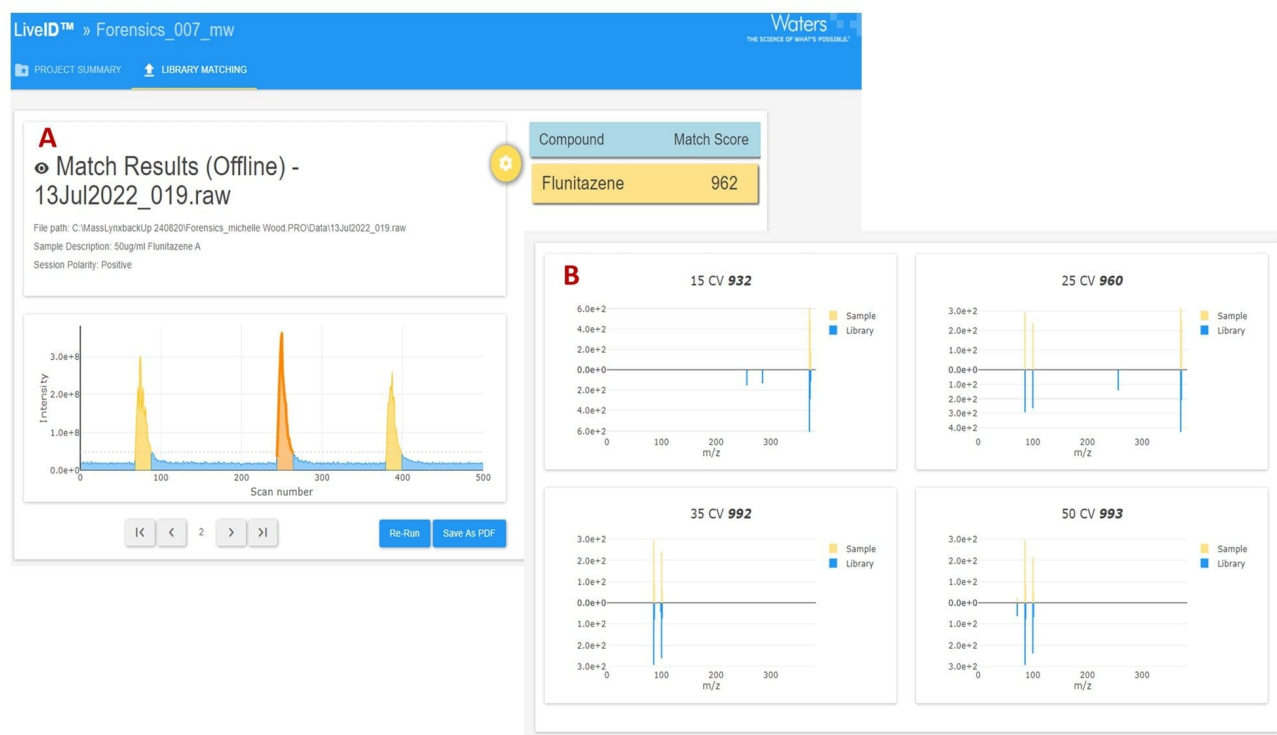 LiveID™ » Forensics_007_mw
Waters
THE SCIENCE OF WHAT'S POSSIBLE.™
PROJECT SUMMARY
LIBRARY MATCHING
A
Match Results (Offline) -
13Jul2022_019.raw
File path: C:\MassLynxbackUp 240820\Forensics_michelle Wood.PRO\Data\13Jul2022_019.raw
Sample Description: 50ug/ml Flunitazene A
Session Polarity: Positive
Compound Match Score
Flunitazene 962
Intensity
3.0e+8
2.0e+8
1.0e+8
0.0e+0
0 100 200 300 400 500
Scan number
2
Re-Run
Save As PDF
B
15 CV 932
6.0e+2
4.0e+2
2.0e+2
0.0e+0
2.0e+2
4.0e+2
6.0e+2
0 100 200 300
m/z
Sample
Library
25 CV 960
3.0e+2
2.0e+2
1.0e+2
0.0e+0
1.0e+2
2.0e+2
3.0e+2
4.0e+2
0 100 200 300
m/z
Sample
Library
35 CV 992
3.0e+2
2.0e+2
1.0e+2
0.0e+0
1.0e+2
2.0e+2
3.0e+2
0 100 200 300
m/z
Sample
Library
50 CV 993
3.0e+2
2.0e+2
1.0e+2
0.0e+0
1.0e+2
2.0e+2
3.0e+2
0 100 200 300
m/z
Sample
Library